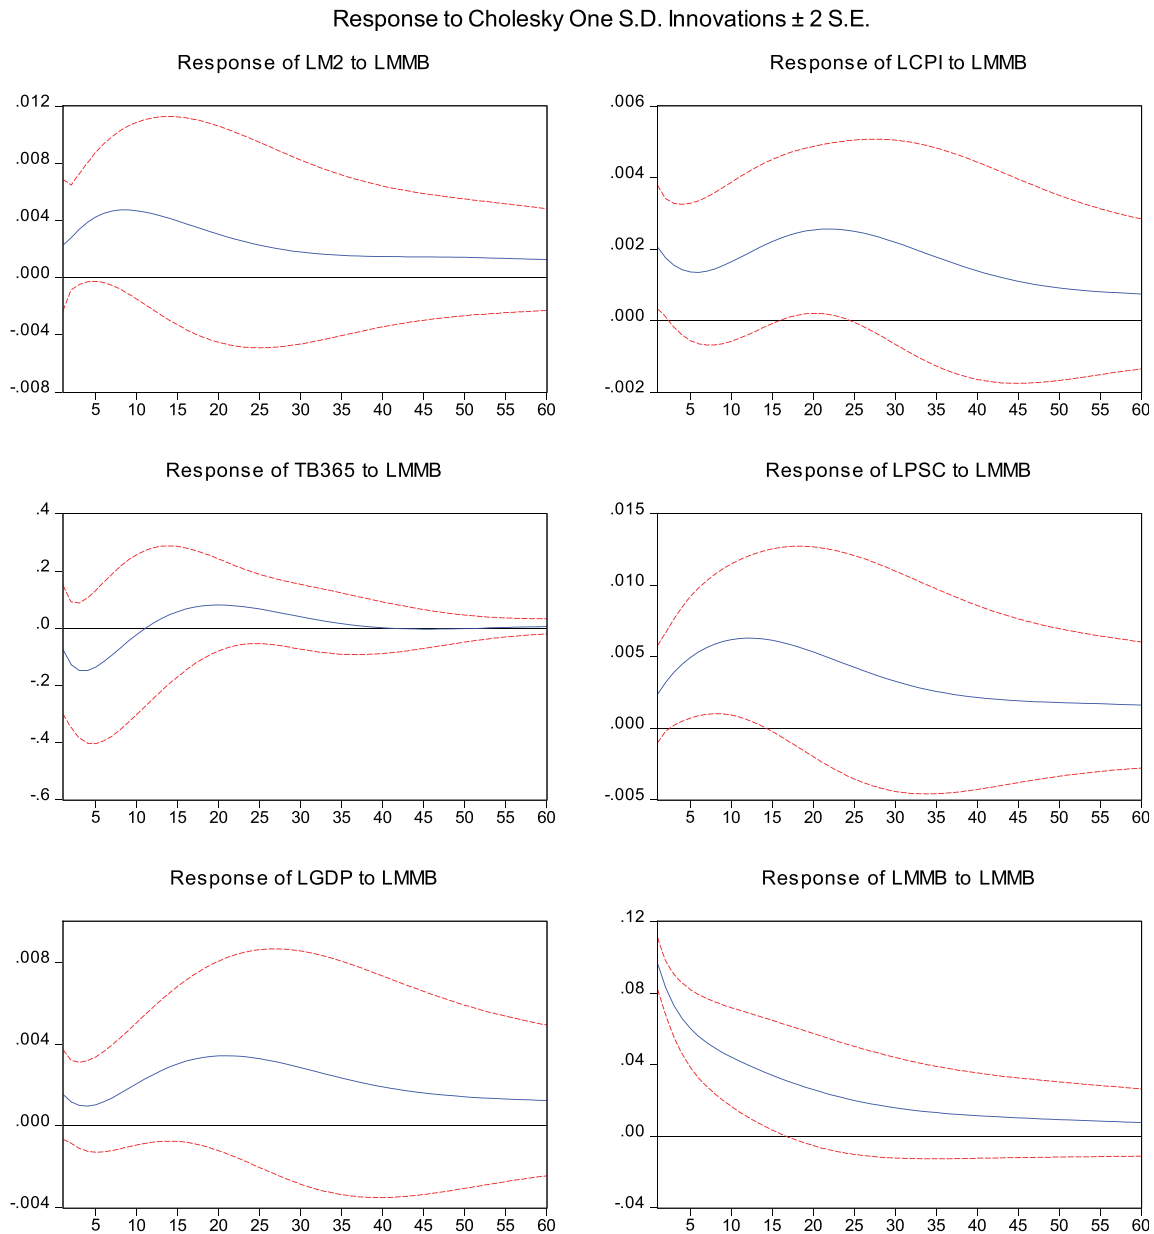 Response to Cholesky One S.D. Innovations ± 2 S.E.
Response of LM2 to LMMB
.012
.008
.004
.000
-.004
-.008
5 10 15 20 25 30 35 40 45 50 55 60
Response of LCPI to LMMB
.006
.004
.002
.000
-.002
5 10 15 20 25 30 35 40 45 50 55 60
Response of TB365 to LMMB
.4
.2
.0
-.2
-.4
-.6
5 10 15 20 25 30 35 40 45 50 55 60
Response of LPSC to LMMB
.015
.010
.005
.000
-.005
5 10 15 20 25 30 35 40 45 50 55 60
Response of LGDP to LMMB
.008
.004
.000
-.004
5 10 15 20 25 30 35 40 45 50 55 60
Response of LMMB to LMMB
.12
.08
.04
.00
-.04
5 10 15 20 25 30 35 40 45 50 55 60